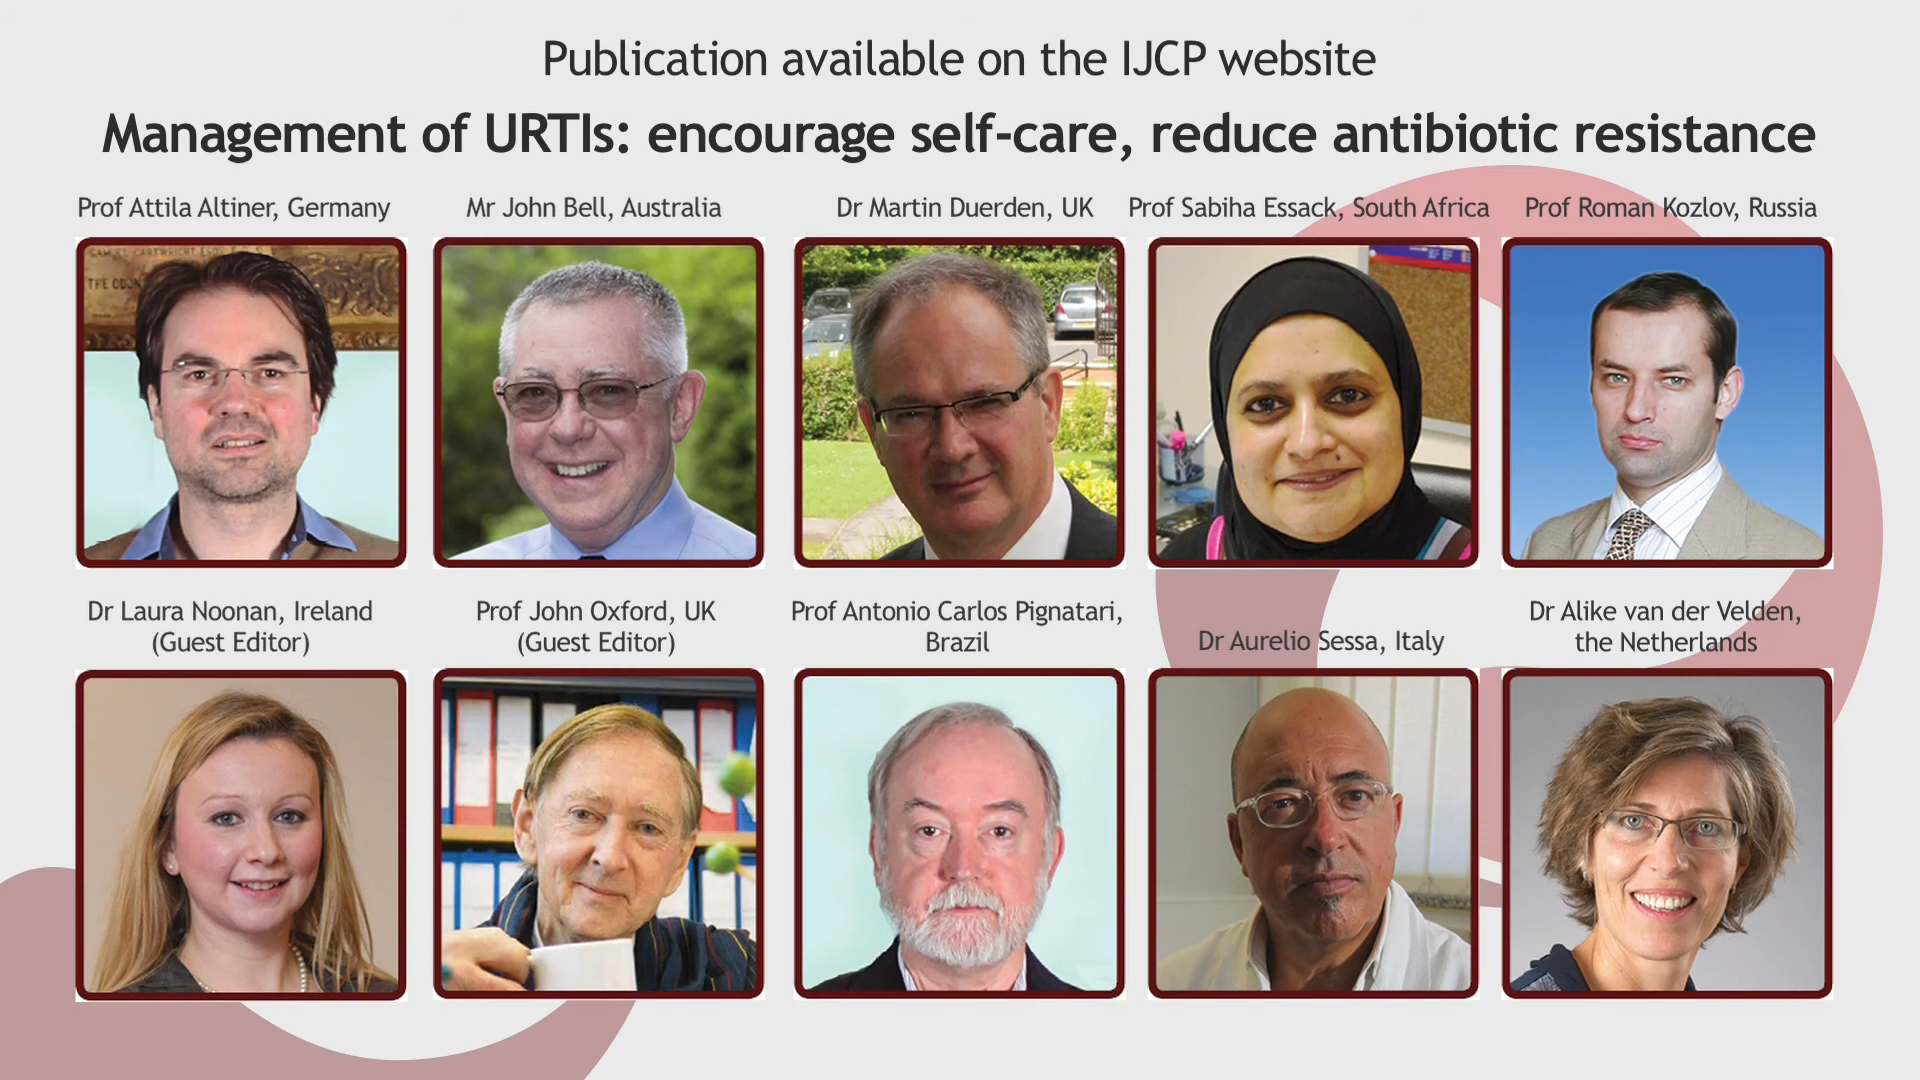 Publication available on the IJCP website
Management of URTIs: encourage self-care, reduce antibiotic resistance
Prof Attila Altiner, Germany
Mr John Bell, Australia
Dr Martin Duerden, UK
Prof Sabiha Essack, South Africa
Prof Roman Kozlov, Russia
SAMUEL CARTWRIGHT
THE
Dr Laura Noonan, Ireland
(Guest Editor)
Prof John Oxford, UK
(Guest Editor)
Prof Antonio Carlos Pignatari,
Brazil
Dr Aurelio Sessa, Italy
Dr Alike van der Velden,
the Netherlands